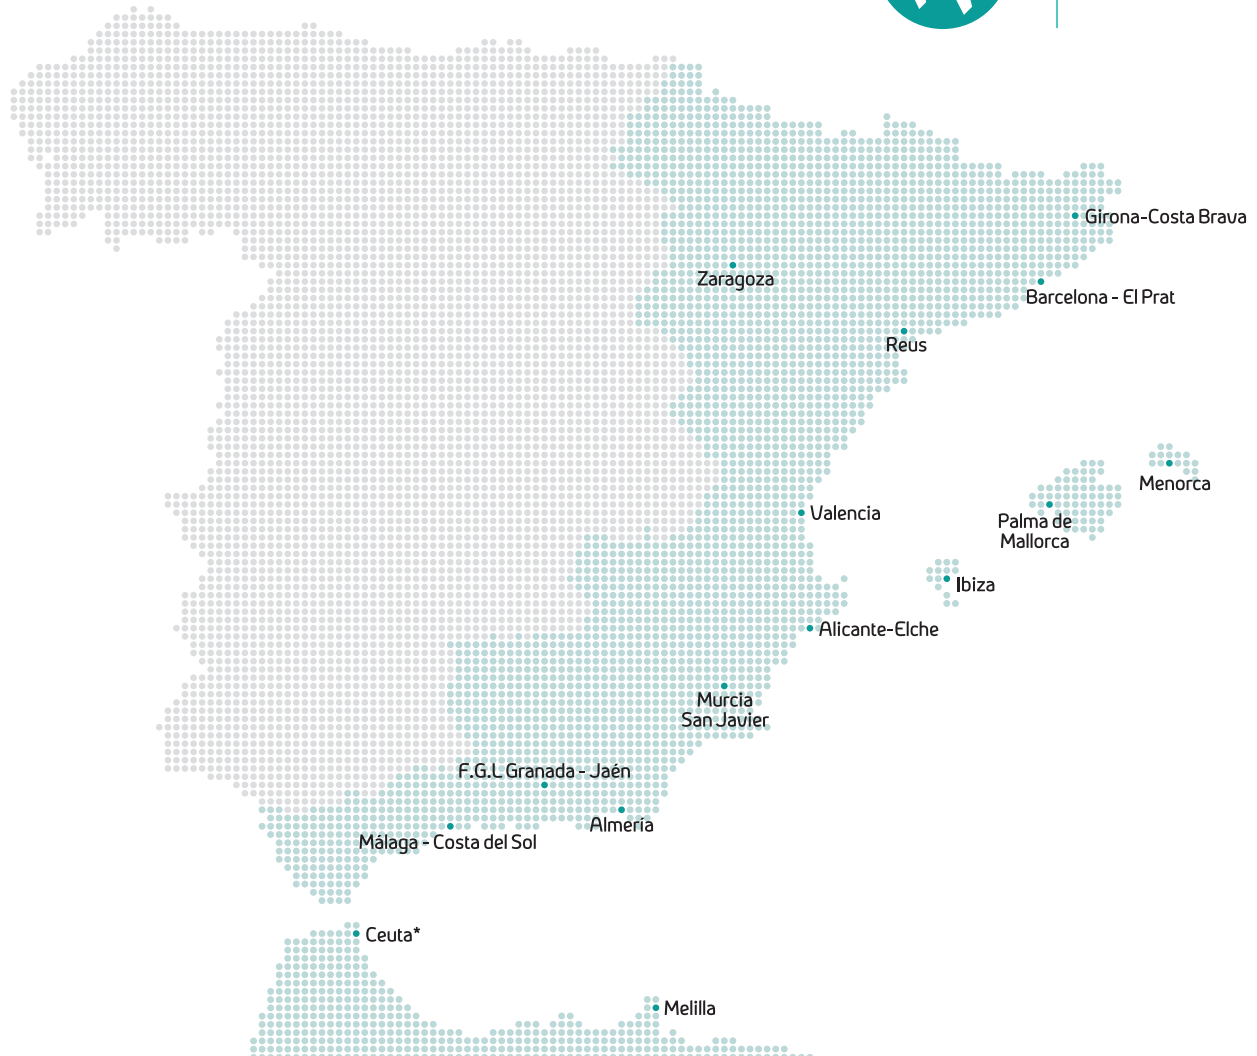 Girona-Costa Brava
Zaragoza
Barcelona - El Prat
Reus
Menorca
Valencia
Palma de
Mallorca
Ibiza
Alicante-Elche
Murcia
San Javier
F.G.L Granada - Jaén
Almería
Málaga - Costa del Sol
Ceuta*
Melilla